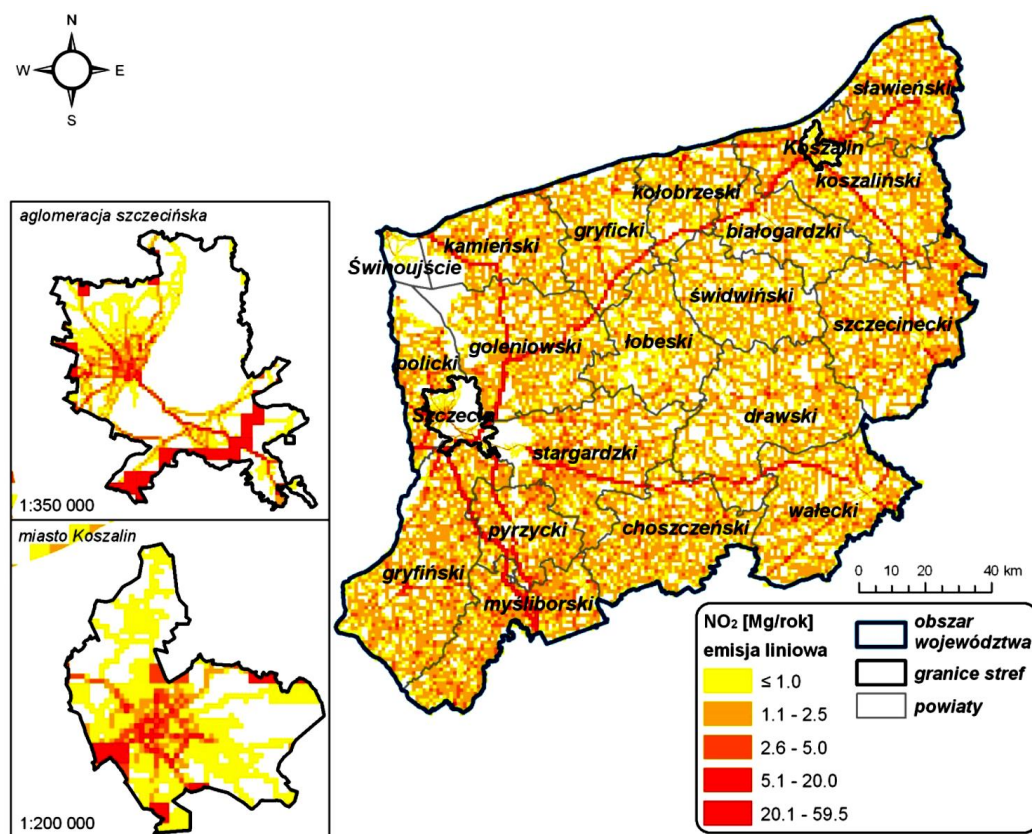 N
W E
S
aglomeracja szczecińska
1:350 000
miasto Koszalin
1:200 000
sławieński
Koszalin
koszaliński
kołobrzeski
gryficki
białogardzki
kamieński
Świnoujście
świdwiński
szczecinecki
goleniowski
łobeski
policki
Szczecin
drawski
stargardzki
wałecki
pyrzycki
choszczeński
gryfiński
myśliborski
0 10 20 40 km
NO₂ [Mg/rok]
emisja liniowa
≤ 1.0
1.1 - 2.5
2.6 - 5.0
5.1 - 20.0
20.1 - 59.5
obszar
województwa
granice stref
powiaty